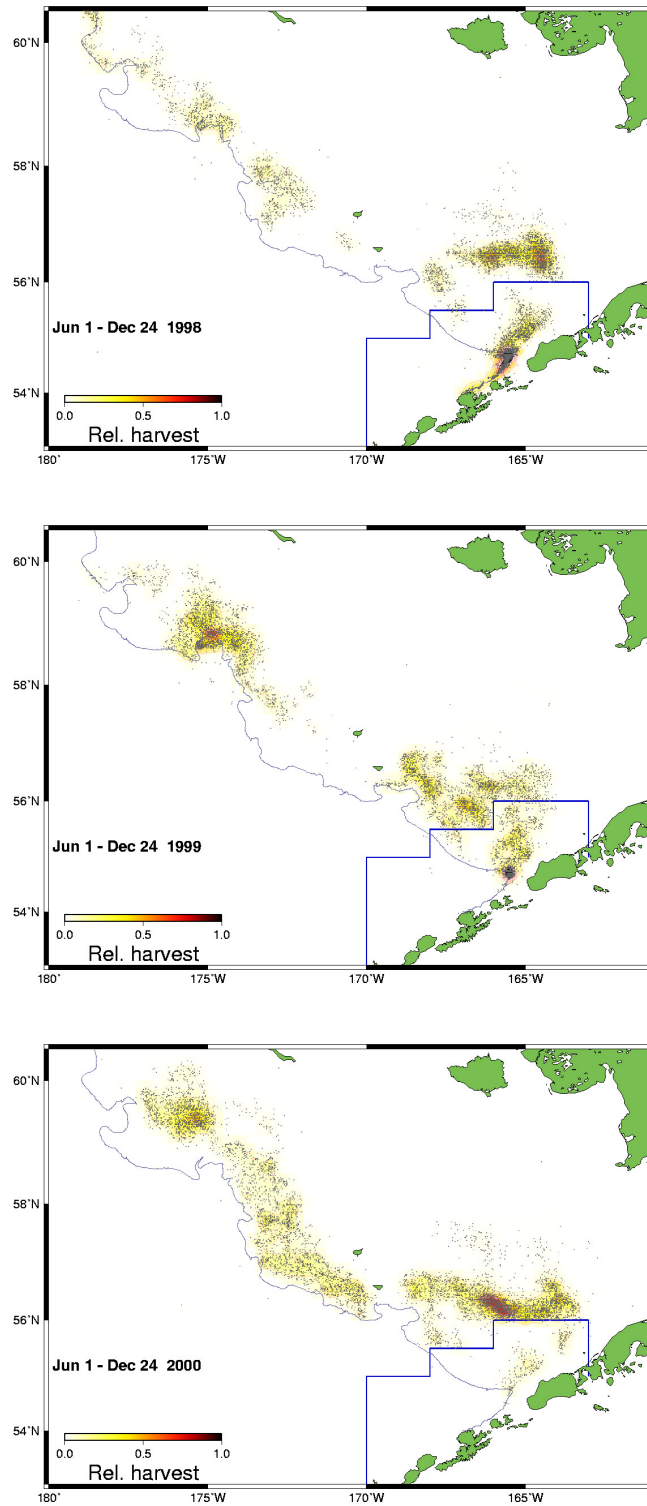 60˚N
58˚N
56˚N
Jun 1 - Dec 24 1998
54˚N
0.0 0.5 1.0
Rel. harvest
180˚ 175˚W 170˚W 165˚W
60˚N
58˚N
56˚N
Jun 1 - Dec 24 1999
54˚N
0.0 0.5 1.0
Rel. harvest
180˚ 175˚W 170˚W 165˚W
60˚N
58˚N
56˚N
Jun 1 - Dec 24 2000
54˚N
0.0 0.5 1.0
Rel. harvest
180˚ 175˚W 170˚W 165˚W